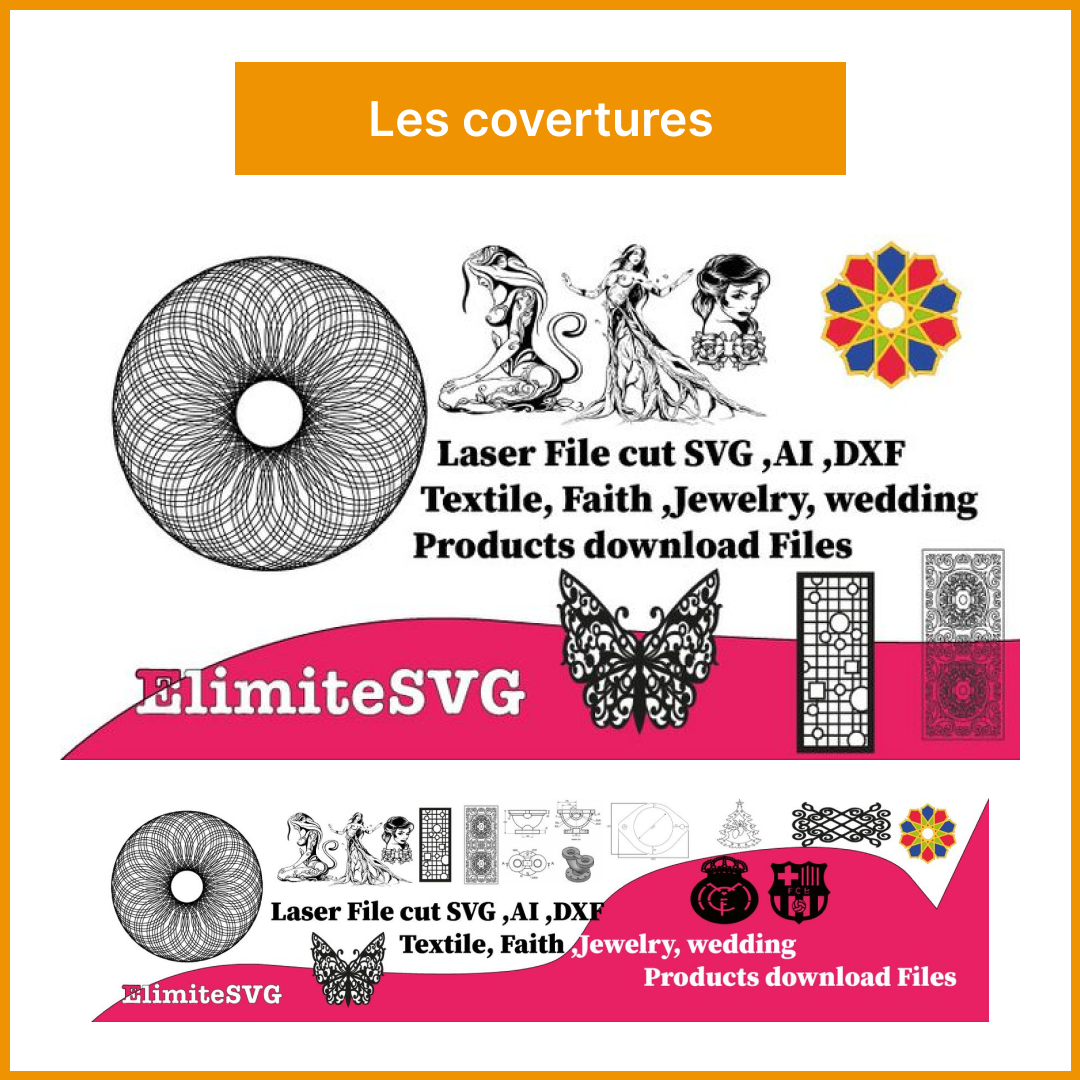 Les covertures
Laser File cut SVG ,AI ,DXF
Textile, Faith ,Jewelry, wedding
Products download Files
ElimiteSVG
FCB
Laser File cut SVG ,AI ,DXF
Textile, Faith ,Jewelry, wedding
Products download Files
ElimiteSVG